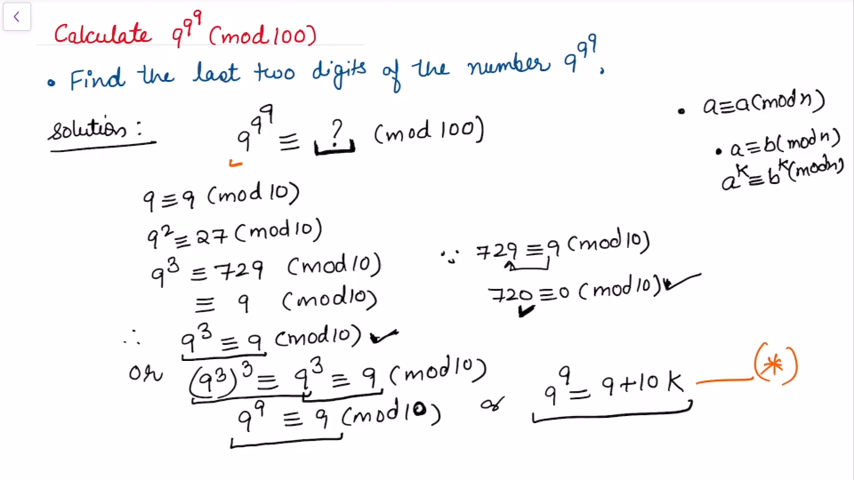 Calculate 9^9^9 (mod 100)
• Find the last two digits of the number 9^9^9.
Solution: 9^9^9 ≡ ? (mod 100)
• a≡a(mod n)
• a≡b(mod n)
a^k≡b^k(mod n)
9 ≡ 9 (mod 10)
9^2 ≡ 27 (mod 10)
9^3 ≡ 729 (mod 10)
≡ 9 (mod 10)
∵ 729 ≡ 9 (mod 10)
720 ≡ 0 (mod 10) ✓
∴ 9^3 ≡ 9 (mod 10) ✓
or (9^3)^3 ≡ 9^3 ≡ 9 (mod 10)
9^9 ≡ 9 (mod 10) or 9^9 = 9+10K — (*)